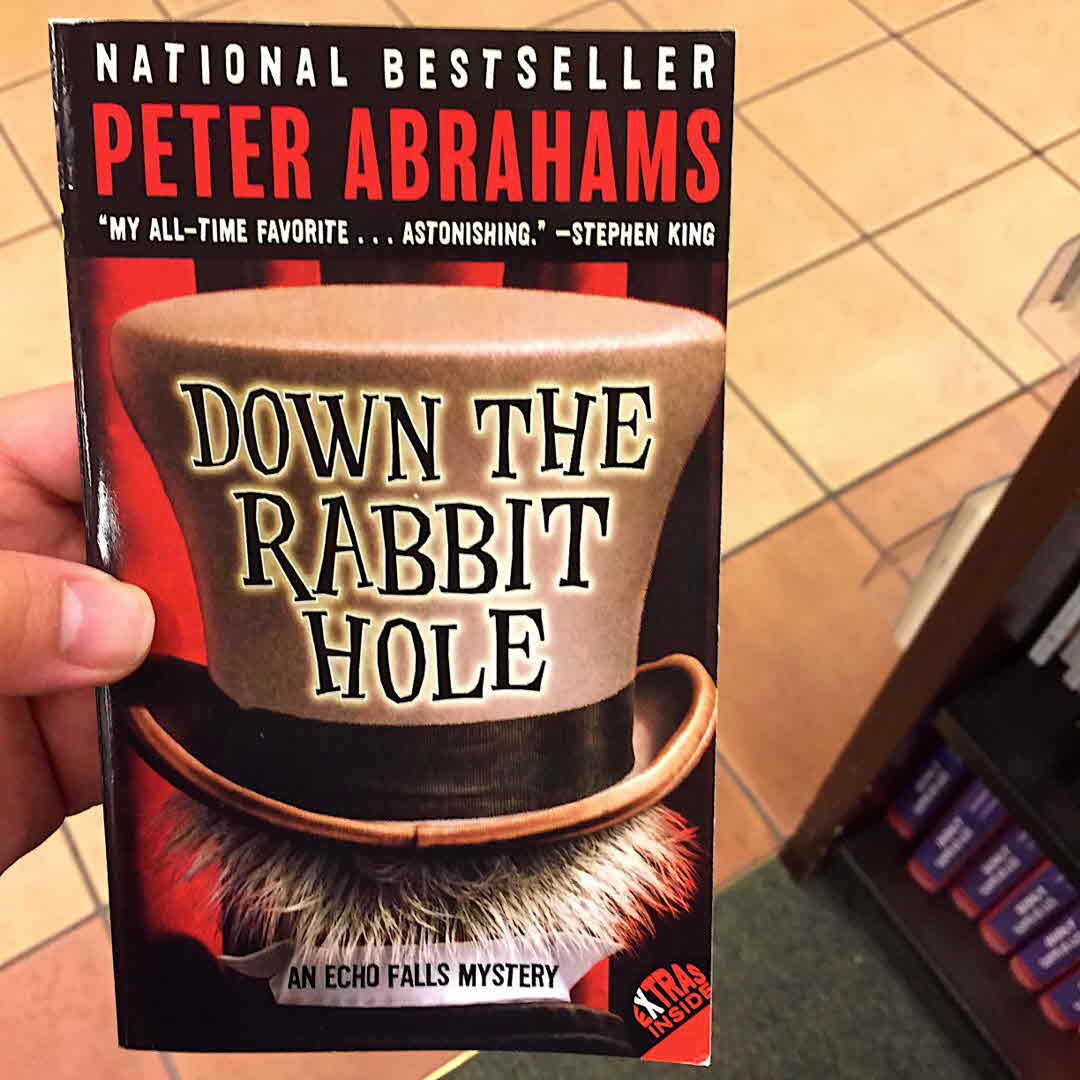 NATIONAL BESTSELLER
PETER ABRAHAMS
“MY ALL-TIME FAVORITE . . . ASTONISHING.” —STEPHEN KING
DOWN THE
RABBIT
HOLE
AN ECHO FALLS MYSTERY
EXTRAS
INSIDE